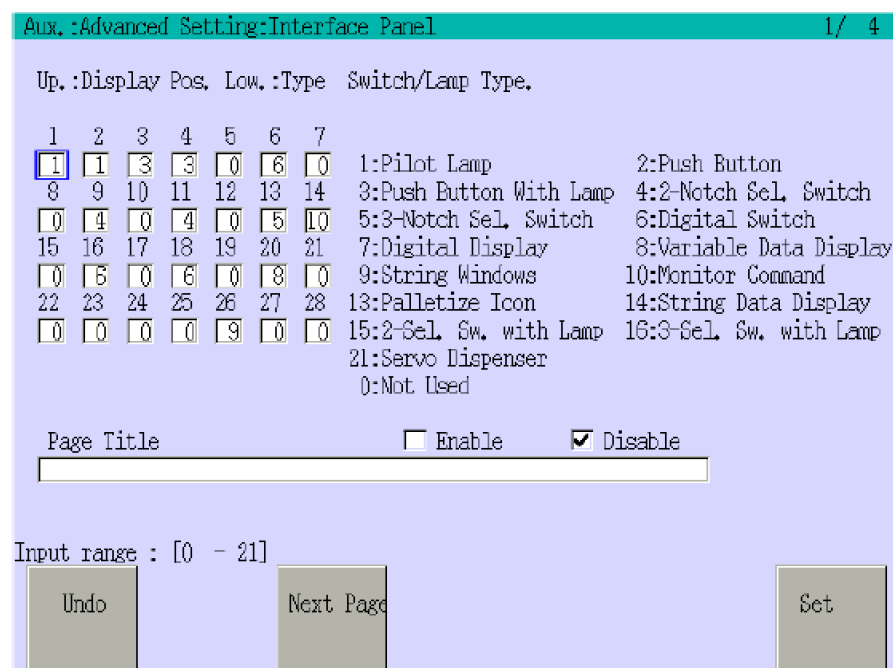 Aux.:Advanced Setting:Interface Panel 1/ 4
Up.:Display Pos. Low.:Type Switch/Lamp Type.
1 2 3 4 5 6 7
1 1 3 3 0 6 0 1:Pilot Lamp 2:Push Button
8 9 10 11 12 13 14 3:Push Button With Lamp 4:2-Notch Sel. Switch
0 4 0 4 0 5 10 5:3-Notch Sel. Switch 6:Digital Switch
15 16 17 18 19 20 21 7:Digital Display 8:Variable Data Display
0 6 0 6 0 8 0 9:String Windows 10:Monitor Command
22 23 24 25 26 27 28 13:Palletize Icon 14:String Data Display
0 0 0 0 9 0 0 15:2-Sel. Sw. with Lamp 16:3-Sel. Sw. with Lamp
21:Servo Dispenser
0:Not Used
Page Title Enable Disable
Input range : [0 - 21]
Undo Next Page Set